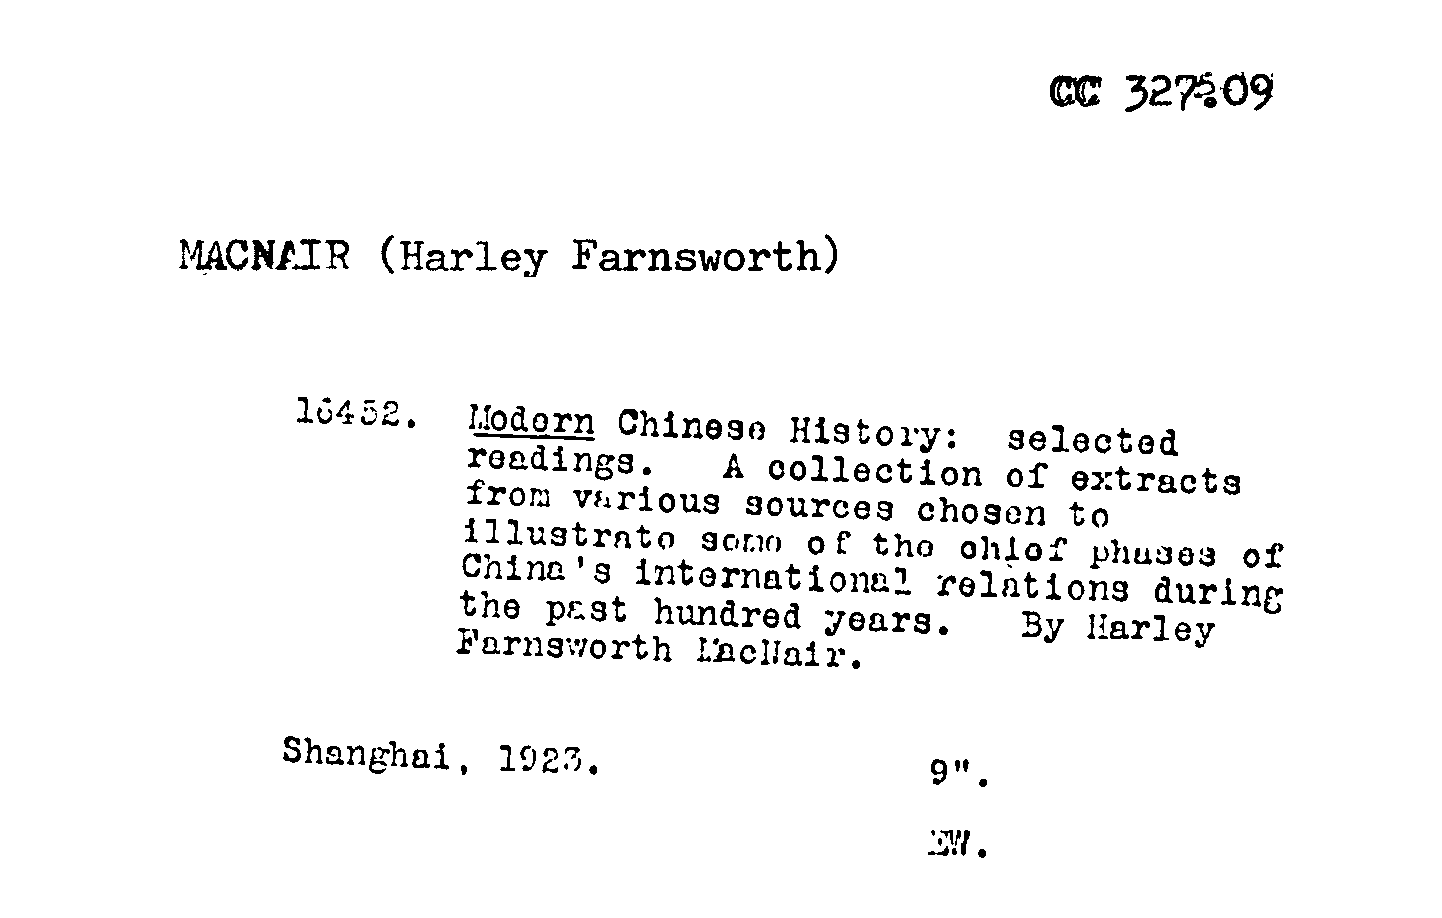 CC 327.09
MACNAIR (Harley Farnsworth)
16452. Modern Chinese History: selected
readings. A collection of extracts
from various sources chosen to
illustrate some of the chief phases of
China's international relations during
the past hundred years. By Harley
Farnsworth MacNair.
Shanghai, 1923. 9".
EW.